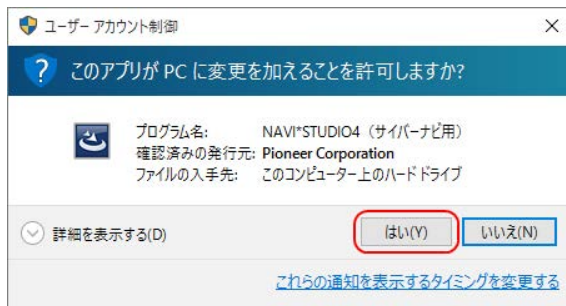 ユーザー アカウント制御
このアプリが PC に変更を加えることを許可しますか?
プログラム名: NAVI*STUDIO4（サイバーナビ用）
確認済みの発行元: Pioneer Corporation
ファイルの入手先: このコンピューター上のハード ドライブ
詳細を表示する(D)
はい(Y)
いいえ(N)
これらの通知を表示するタイミングを変更する